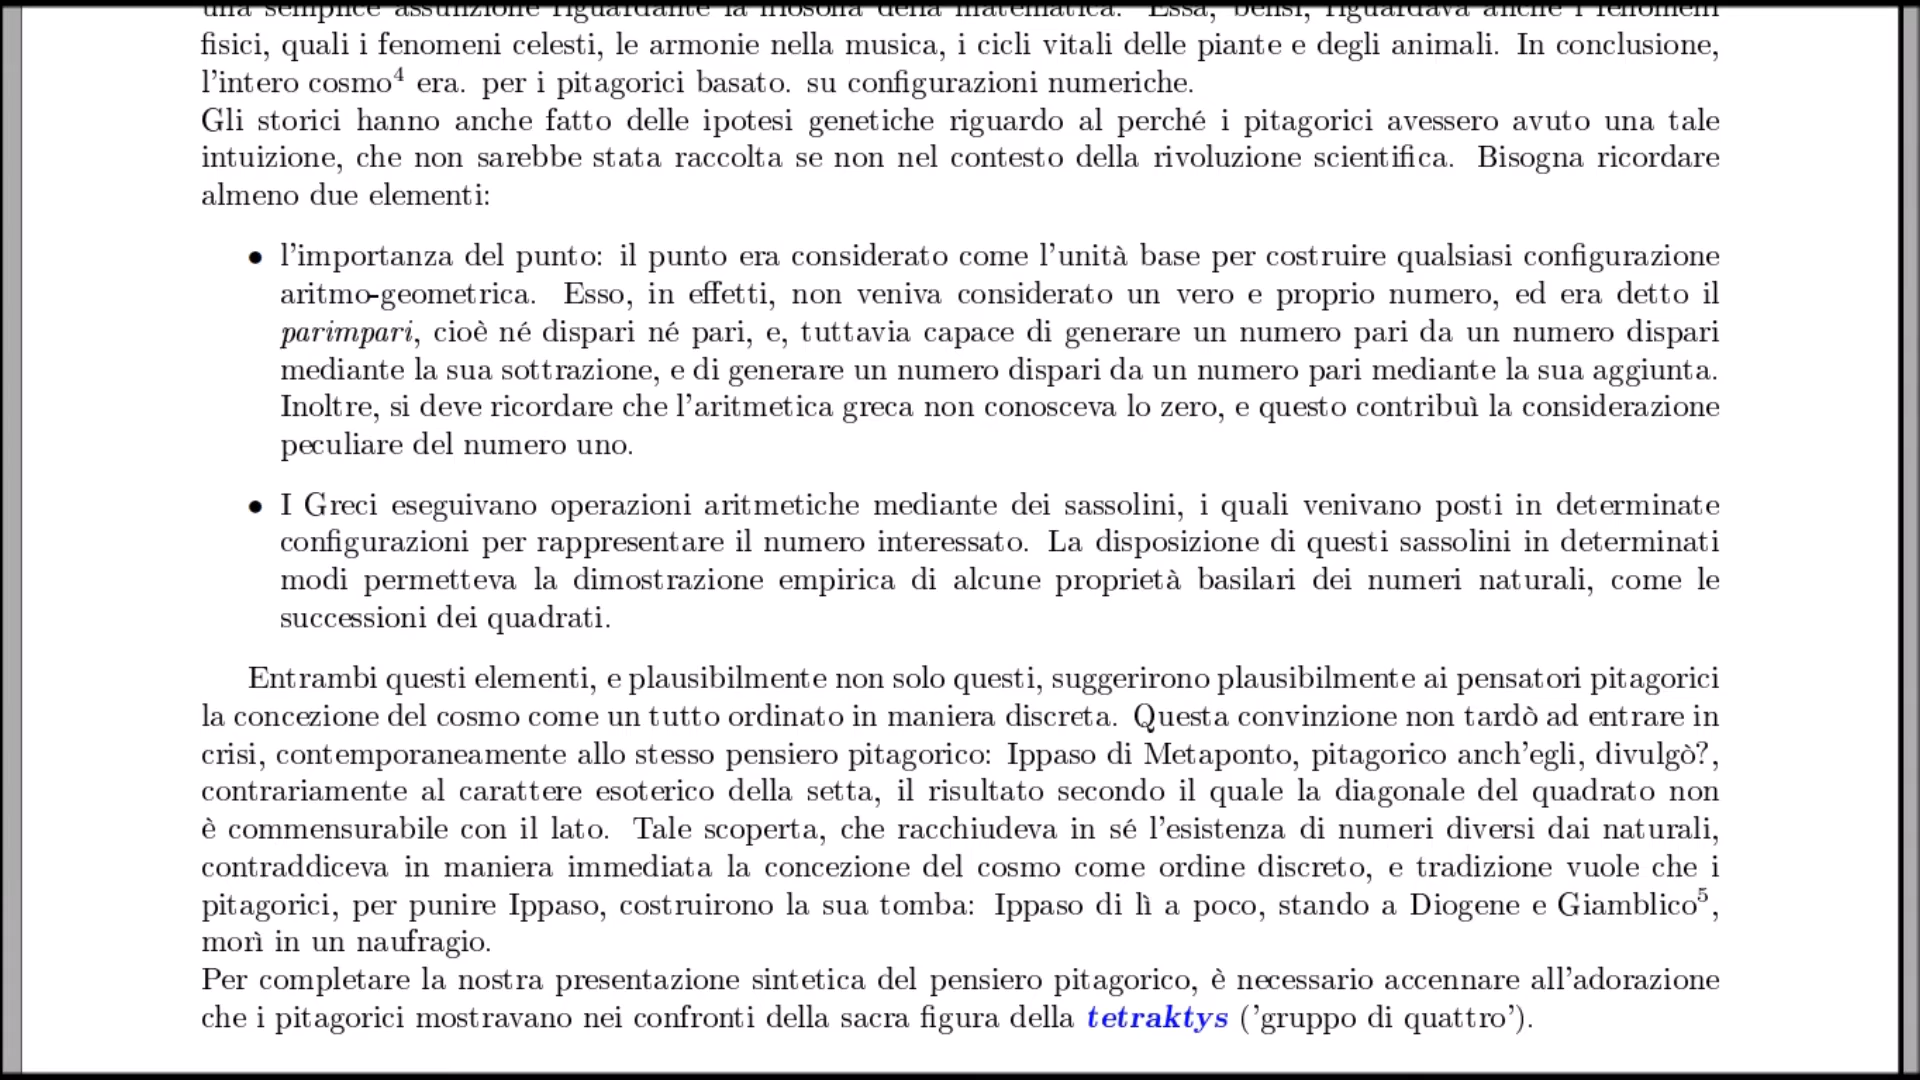 una semplice assunzione riguardante la filosofia della matematica. Essa, bensì, riguardava anche i fenomeni
fisici, quali i fenomeni celesti, le armonie nella musica, i cicli vitali delle piante e degli animali. In conclusione,
l'intero cosmo⁴ era. per i pitagorici basato. su configurazioni numeriche.
Gli storici hanno anche fatto delle ipotesi genetiche riguardo al perché i pitagorici avessero avuto una tale
intuizione, che non sarebbe stata raccolta se non nel contesto della rivoluzione scientifica. Bisogna ricordare
almeno due elementi:
• l'importanza del punto: il punto era considerato come l'unità base per costruire qualsiasi configurazione
aritmo-geometrica. Esso, in effetti, non veniva considerato un vero e proprio numero, ed era detto il
parimpari, cioè né dispari né pari, e, tuttavia capace di generare un numero pari da un numero dispari
mediante la sua sottrazione, e di generare un numero dispari da un numero pari mediante la sua aggiunta.
Inoltre, si deve ricordare che l'aritmetica greca non conosceva lo zero, e questo contribuì la considerazione
peculiare del numero uno.
• I Greci eseguivano operazioni aritmetiche mediante dei sassolini, i quali venivano posti in determinate
configurazioni per rappresentare il numero interessato. La disposizione di questi sassolini in determinati
modi permetteva la dimostrazione empirica di alcune proprietà basilari dei numeri naturali, come le
successioni dei quadrati.
Entrambi questi elementi, e plausibilmente non solo questi, suggerirono plausibilmente ai pensatori pitagorici
la concezione del cosmo come un tutto ordinato in maniera discreta. Questa convinzione non tardò ad entrare in
crisi, contemporaneamente allo stesso pensiero pitagorico: Ippaso di Metaponto, pitagorico anch'egli, divulgò?,
contrariamente al carattere esoterico della setta, il risultato secondo il quale la diagonale del quadrato non
è commensurabile con il lato. Tale scoperta, che racchiudeva in sé l'esistenza di numeri diversi dai naturali,
contraddiceva in maniera immediata la concezione del cosmo come ordine discreto, e tradizione vuole che i
pitagorici, per punire Ippaso, costruirono la sua tomba: Ippaso di lì a poco, stando a Diogene e Giamblico⁵,
morì in un naufragio.
Per completare la nostra presentazione sintetica del pensiero pitagorico, è necessario accennare all'adorazione
che i pitagorici mostravano nei confronti della sacra figura della tetraktys ('gruppo di quattro').